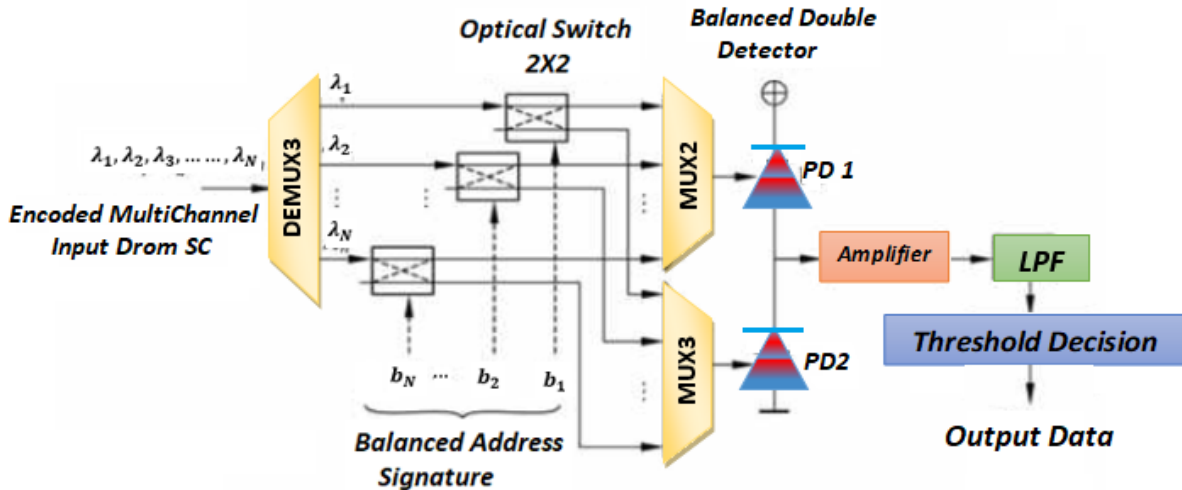 Optical Switch
2X2
Balanced Double
Detector
λ1
λ1, λ2, λ3, ... ..., λN
λ2
λN
DEMUX3
MUX2
MUX3
PD 1
PD2
Encoded MultiChannel
Input Drom SC
Amplifier
LPF
Threshold Decision
Output Data
bN ... b2 b1
Balanced Address
Signature